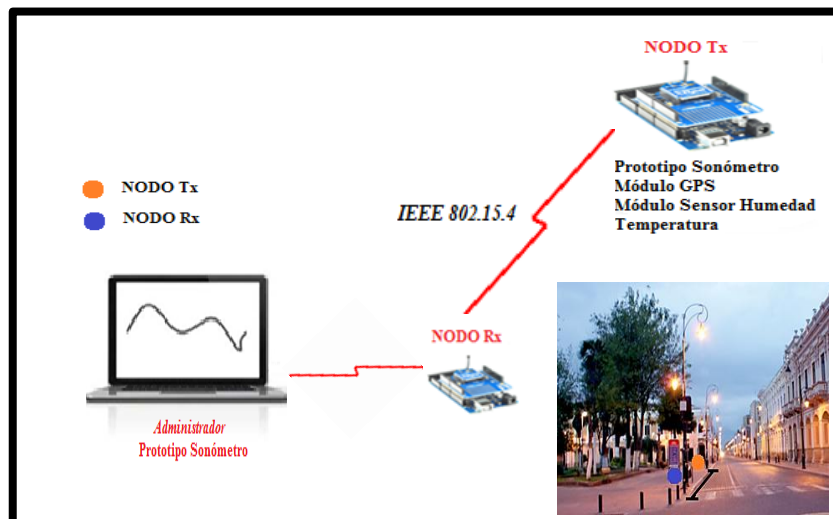 NODO Tx
Prototipo Sonómetro
Módulo GPS
Módulo Sensor Humedad
Temperatura
NODO Tx
NODO Rx
IEEE 802.15.4
NODO Rx
Administrador
Prototipo Sonómetro